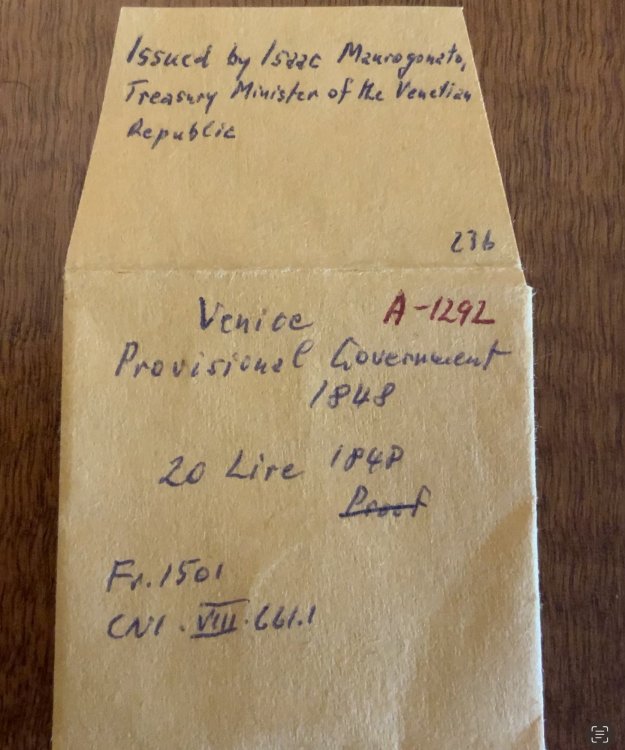 Issued by Isaac Maurogonato,
Treasury Minister of the Venetian
Republic
236
Venice A-1292
Provisional Government
1848
20 Lire 1848
Proof
Fr. 1501
CNI. VIII. 661.1